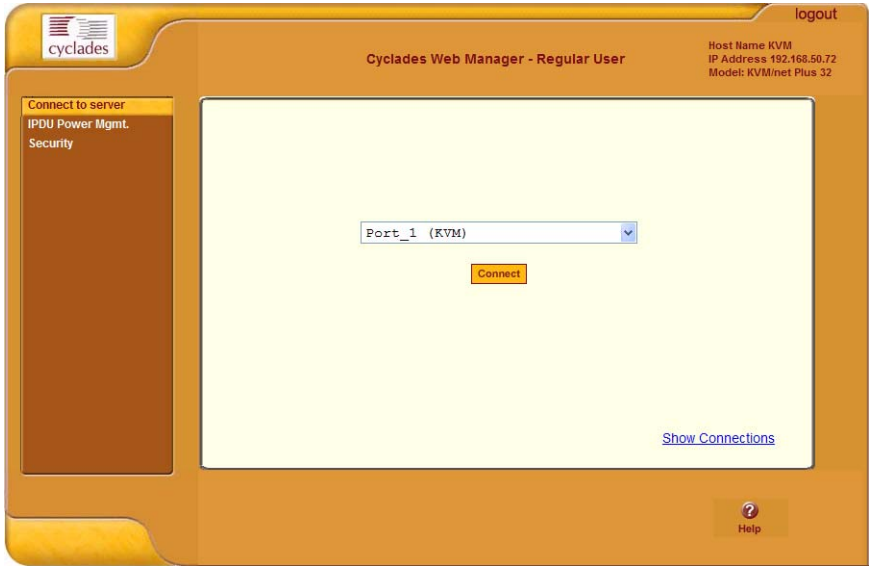 logout
cyclades
Cyclades Web Manager - Regular User
Host Name KVM
IP Address 192.168.50.72
Model: KVM/net Plus 32
Connect to server
IPDU Power Mgmt.
Security
Port_1 (KVM)
Connect
Show Connections
?
Help